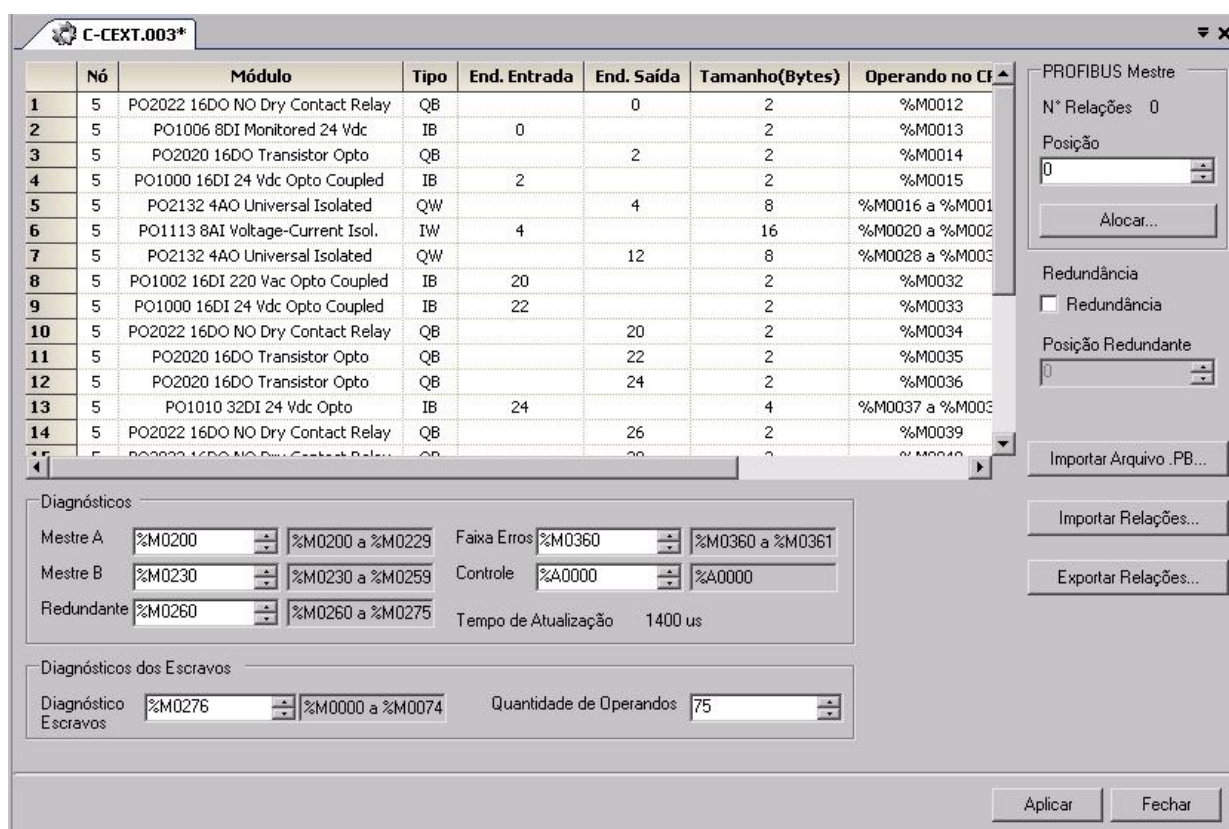 C-CEXT.003*
Nó Módulo Tipo End. Entrada End. Saída Tamanho(Bytes) Operando no
1 5 PO2022 16DO NO Dry Contact Relay QB 0 2 %M0012
2 5 PO1006 8DI Monitored 24 Vdc IB 0 2 %M0013
3 5 PO2020 16DO Transistor Opto QB 2 2 %M0014
4 5 PO1000 16DI 24 Vdc Opto Coupled IB 2 2 %M0015
5 5 PO2132 4AO Universal Isolated QW 4 8 %M0016 a %M001
6 5 PO1113 8AI Voltage-Current Isol. IW 4 16 %M0020 a %M002
7 5 PO2132 4AO Universal Isolated QW 12 8 %M0028 a %M003
8 5 PO1002 16DI 220 Vac Opto Coupled IB 20 2 %M0032
9 5 PO1000 16DI 24 Vdc Opto Coupled IB 22 2 %M0033
10 5 PO2022 16DO NO Dry Contact Relay QB 20 2 %M0034
11 5 PO2020 16DO Transistor Opto QB 22 2 %M0035
12 5 PO2020 16DO Transistor Opto QB 24 2 %M0036
13 5 PO1010 32DI 24 Vdc Opto IB 24 4 %M0037 a %M003
14 5 PO2022 16DO NO Dry Contact Relay QB 26 2 %M0039
PROFIBUS Mestre
N° Relações 0
Posição
0
Alocar...
Redundância
Redundância
Posição Redundante
0
Importar Arquivo .PB...
Importar Relações...
Exportar Relações...
Diagnósticos
Mestre A %M0200 %M0200 a %M0229 Faixa Erros %M0360 %M0360 a %M0361
Mestre B %M0230 %M0230 a %M0259 Controle %A0000 %A0000
Redundante %M0260 %M0260 a %M0275 Tempo de Atualização 1400 us
Diagnósticos dos Escravos
Diagnóstico
Escravos %M0276 %M0000 a %M0074 Quantidade de Operandos 75
Aplicar Fechar